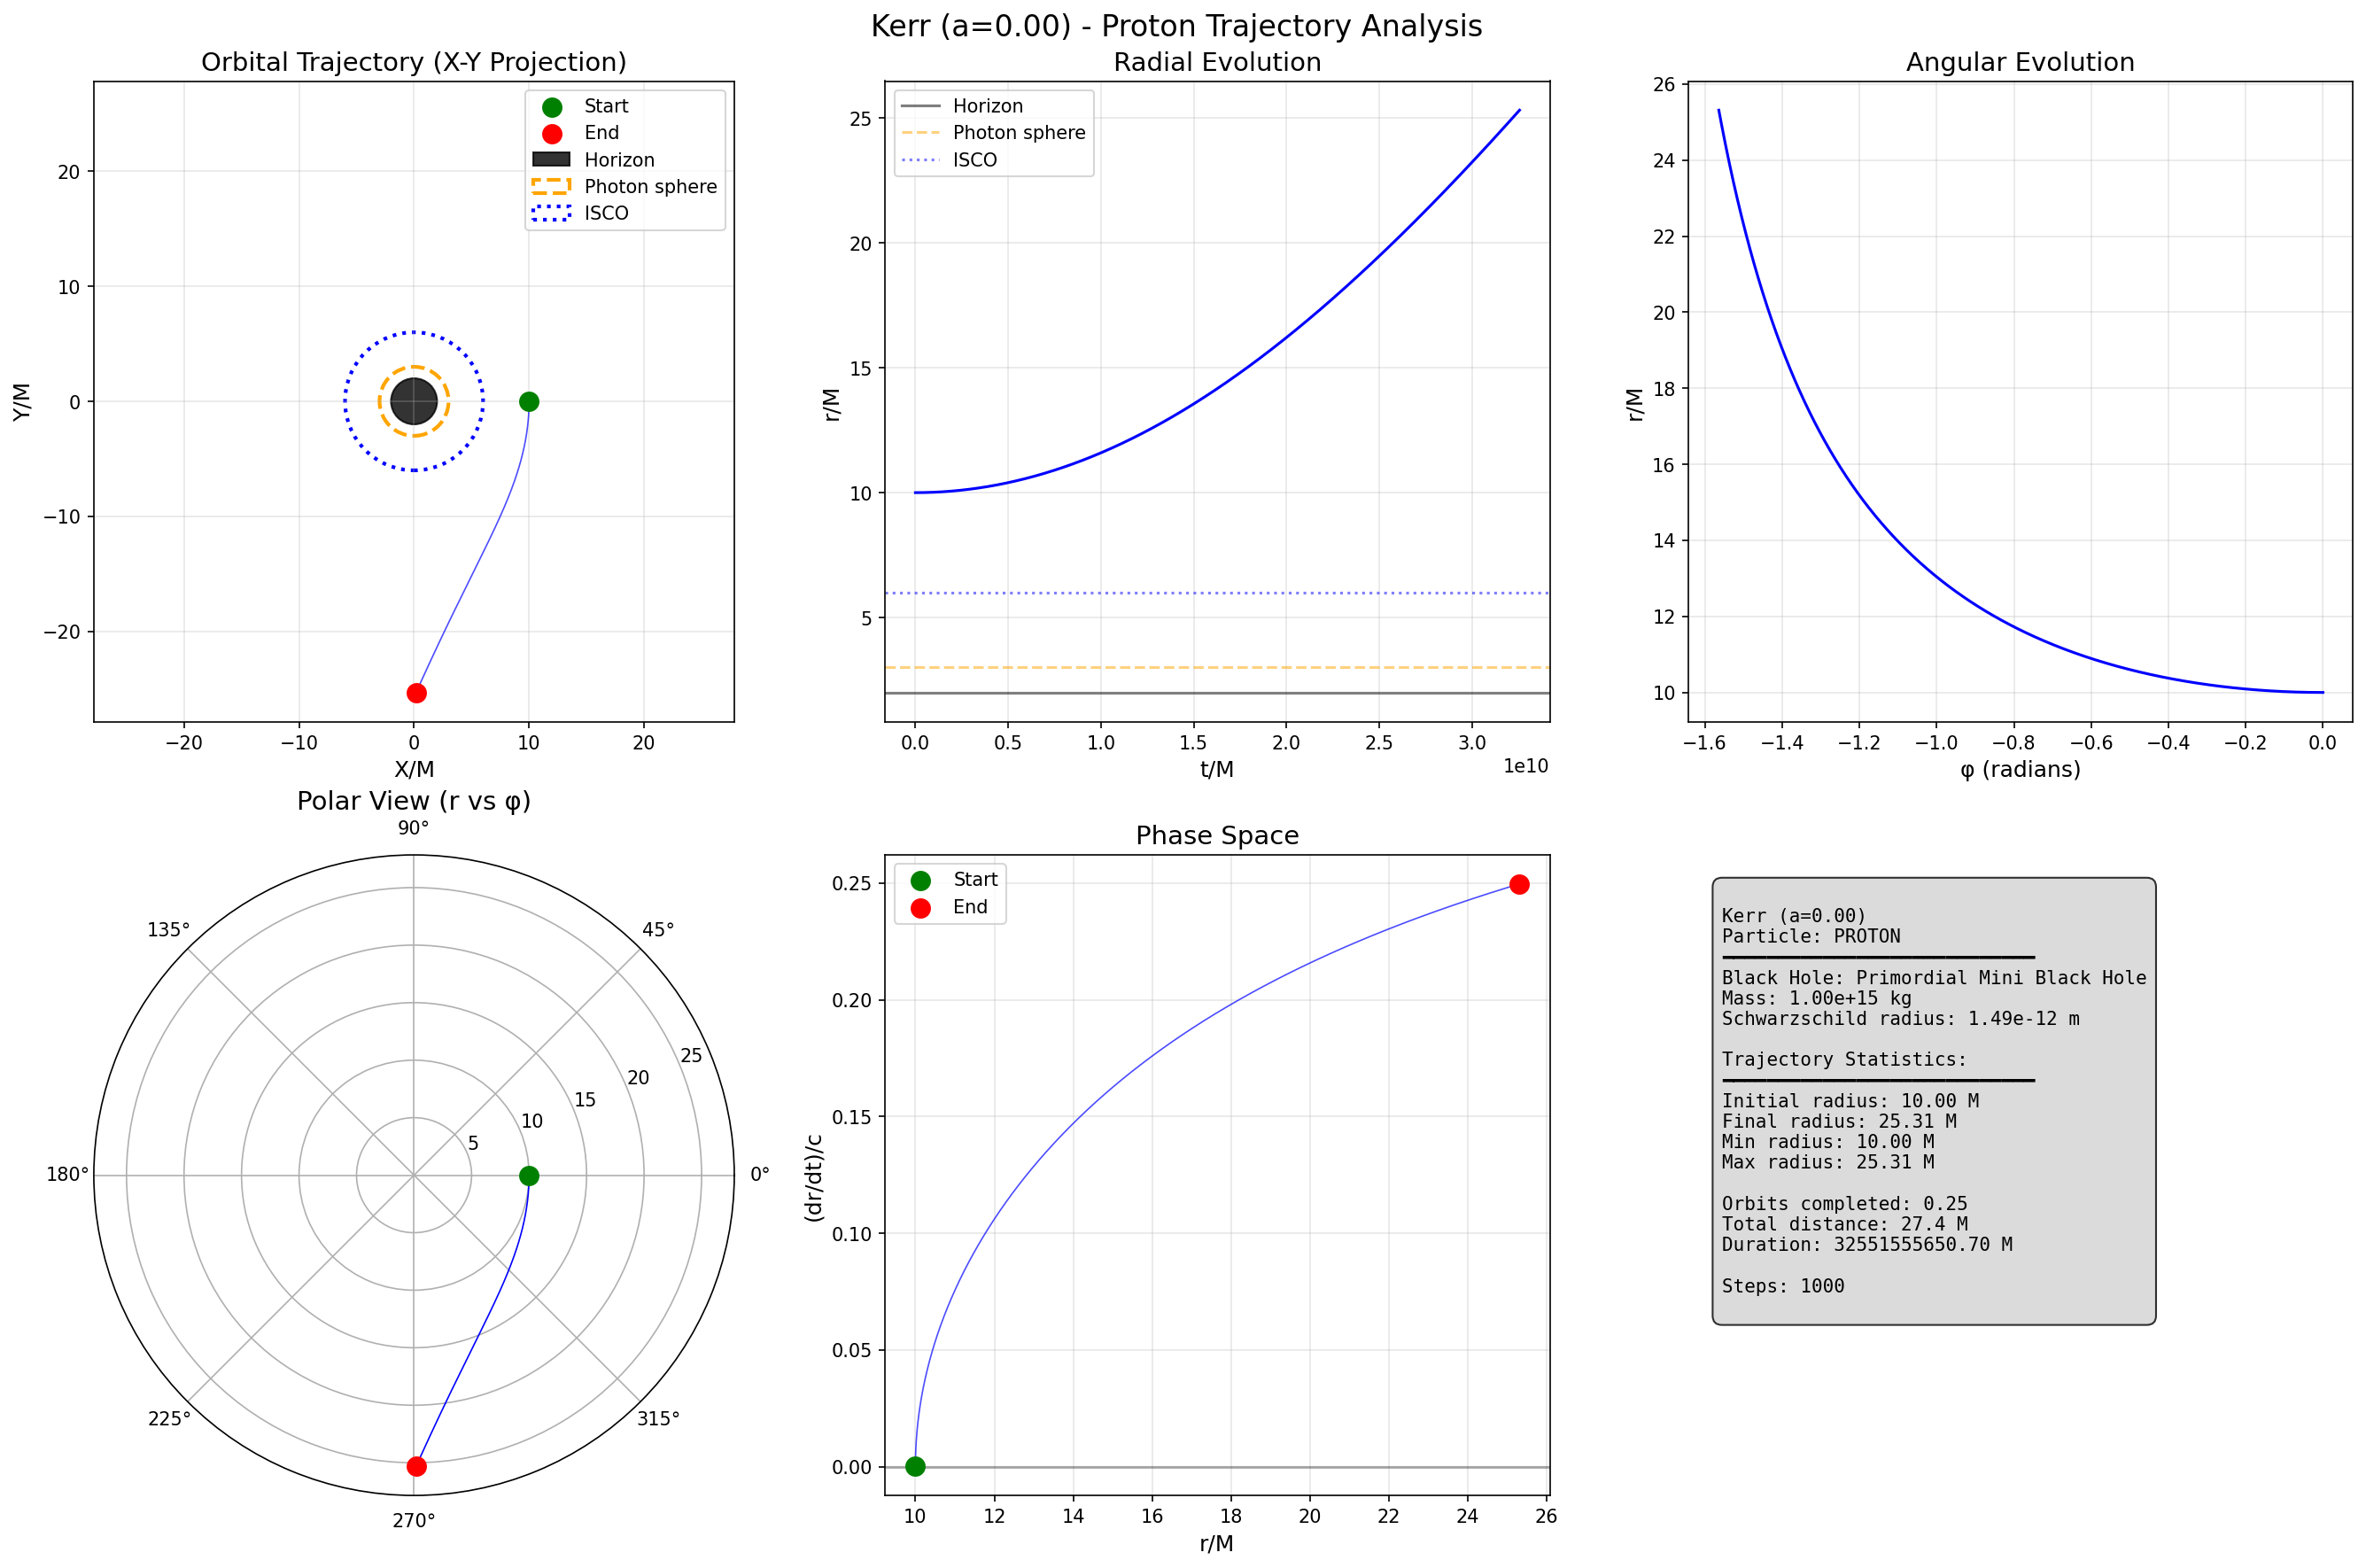 Kerr (a=0.00) - Proton Trajectory Analysis
Orbital Trajectory (X-Y Projection)
Start
End
Horizon
Photon sphere
ISCO
20
10
0
−10
−20
Y/M
−20
−10
0
10
20
X/M
Radial Evolution
Horizon
Photon sphere
ISCO
25
20
15
10
5
r/M
0.0
0.5
1.0
1.5
2.0
2.5
3.0
1e10
t/M
Angular Evolution
26
24
22
20
18
16
14
12
10
r/M
−1.6
−1.4
−1.2
−1.0
−0.8
−0.6
−0.4
−0.2
0.0
φ (radians)
Polar View (r vs φ)
90°
135°
45°
180°
0°
225°
315°
270°
5
10
15
20
25
Phase Space
Start
End
0.25
0.20
0.15
0.10
0.05
0.00
(dr/dt)/c
10
12
14
16
18
20
22
24
26
r/M
Kerr (a=0.00)
Particle: PROTON
Black Hole: Primordial Mini Black Hole
Mass: 1.00e+15 kg
Schwarzschild radius: 1.49e-12 m
Trajectory Statistics:
Initial radius: 10.00 M
Final radius: 25.31 M
Min radius: 10.00 M
Max radius: 25.31 M
Orbits completed: 0.25
Total distance: 27.4 M
Duration: 32551555650.70 M
Steps: 1000